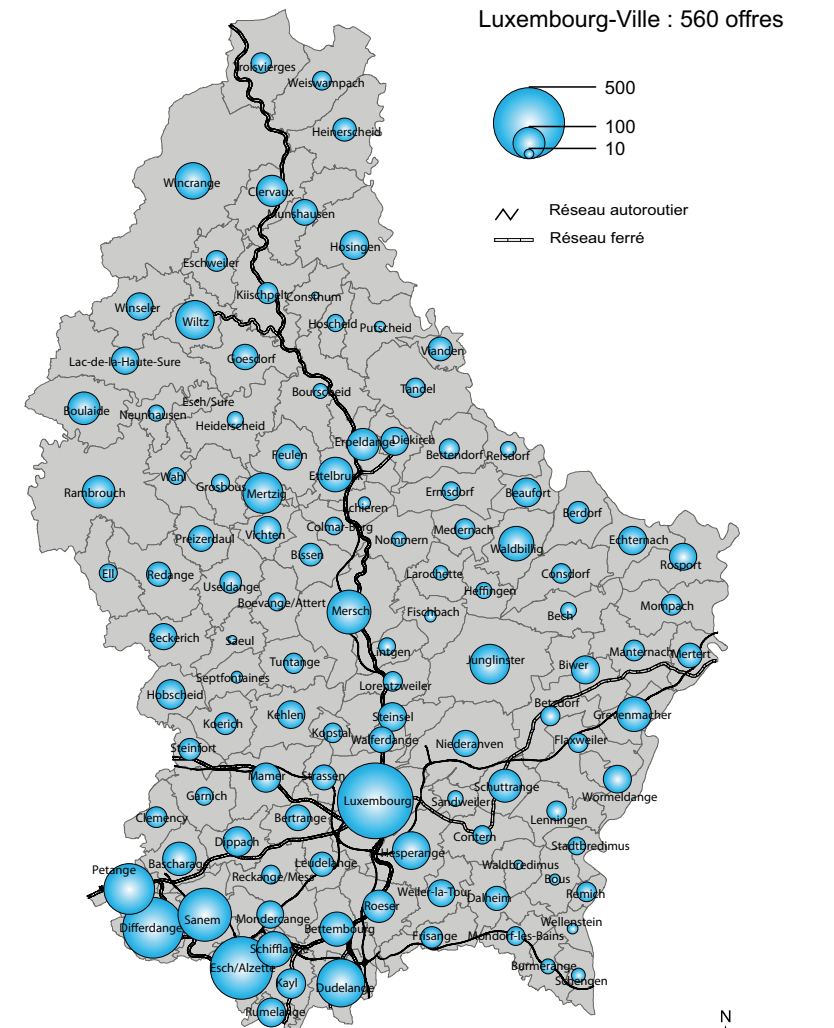 Luxembourg-Ville : 560 offres
500
100
10
Réseau autoroutier
Réseau ferré
Troisvierges
Weiswampach
Heinerscheid
Wincrange
Clervaux
Munshausen
Hosingen
Eschweiler
Kiischpelt
Consthum
Winseler
Wiltz
Hoscheid
Putscheid
Vianden
Lac-de-la-Haute-Sure
Goesdorf
Bourscheid
Tandel
Boulaide
Neunhausen
Esch/Sure
Heiderscheid
Erpeldange
Diekirch
Bettendorf
Reisdorf
Feulen
Ettelbruck
Wahl
Grosbous
Mertzig
Rambrouch
Ermsdorf
Beaufort
Schieren
Berdorf
Colmar-Berg
Nommern
Medernach
Preizerdaul
Vichten
Bissen
Waldbillig
Echternach
Rosport
Ell
Redange
Useldange
Larochette
Heffingen
Consdorf
Boevange/Attert
Mersch
Fischbach
Bech
Mompach
Beckerich
Saeul
Lintgen
Junglinster
Manternach
Mertert
Tuntange
Biwer
Septfontaines
Lorentzweiler
Hobscheid
Betzdorf
Koerich
Kehlen
Steinsel
Grevenmacher
Kopstal
Walferdange
Niederanven
Flaxweiler
Steinfort
Mamer
Strassen
Garnich
Luxembourg
Sandweiler
Schuttrange
Wormeldange
Clemency
Bertrange
Lenningen
Contern
Dippach
Stadtbredimus
Hesperange
Bascharage
Leudelange
Waldbredimus
Petange
Reckange/Mess
Bous
Weiler-la-Tour
Dalheim
Remich
Roeser
Differdange
Sanem
Mondercange
Bettembourg
Wellenstein
Frisange
Mondorf-les-Bains
Schifflange
Esch/Alzette
Burmerange
Schengen
Kayl
Dudelange
Rumelange
N